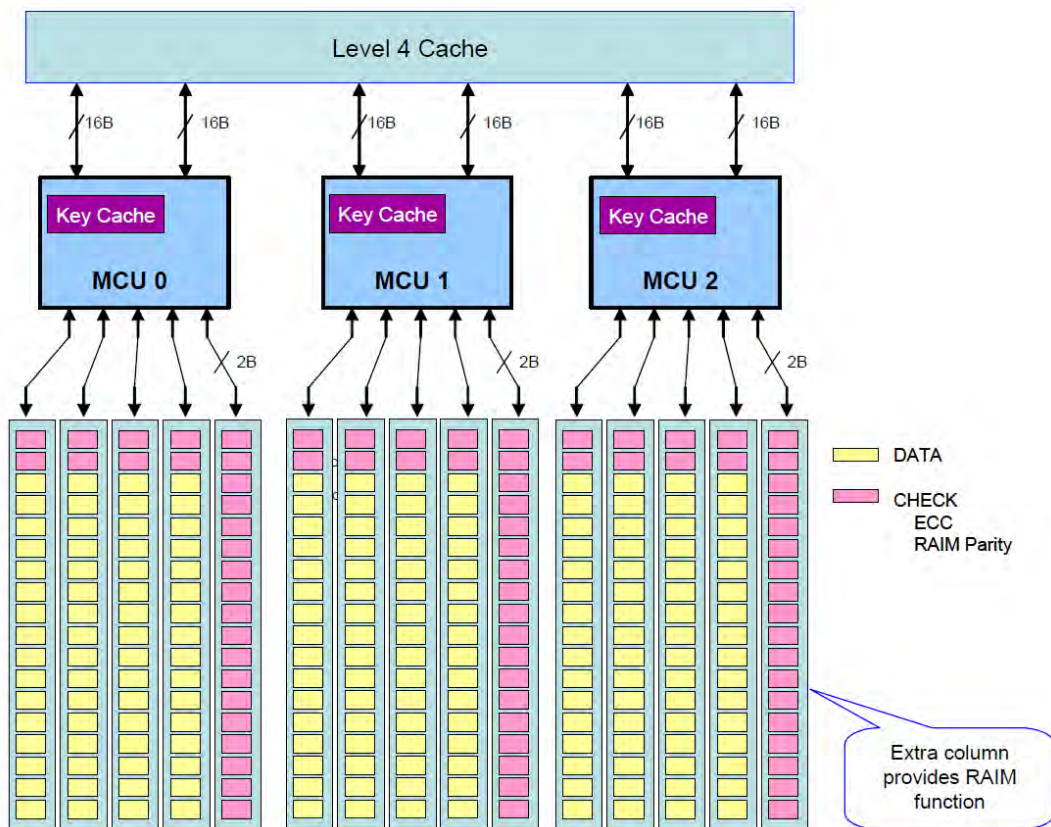 Level 4 Cache
16B
16B
16B
16B
16B
16B
Key Cache
Key Cache
Key Cache
MCU 0
MCU 1
MCU 2
2B
2B
2B
DATA
CHECK
ECC
RAIM Parity
Extra column
provides RAIM
function